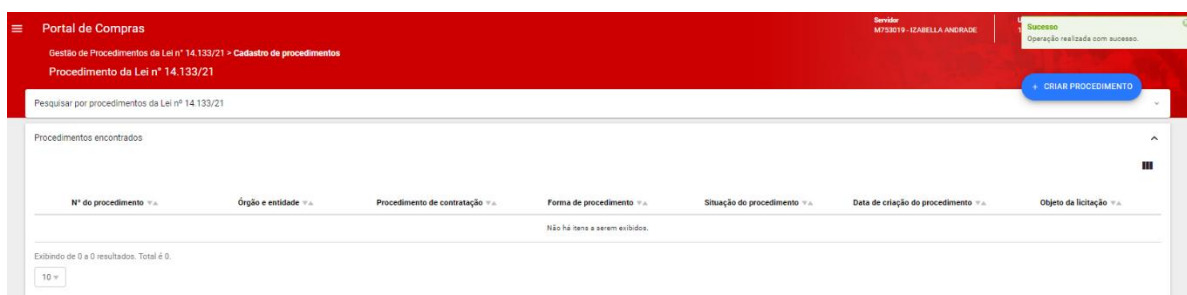 Portal de Compras
Servidor
M753019 - IZABELLA ANDRADE
Sucesso
Operação realizada com sucesso.
Gestão de Procedimentos da Lei n° 14.133/21 > Cadastro de procedimentos
Procedimento da Lei n° 14.133/21
+ CRIAR PROCEDIMENTO
Pesquisar por procedimentos da Lei nº 14.133/21
Procedimentos encontrados
N° do procedimento Órgão e entidade Procedimento de contratação Forma de procedimento Situação do procedimento Data de criação do procedimento Objeto da licitação
Não há itens a serem exibidos.
Exibindo de 0 a 0 resultados. Total é 0.
10